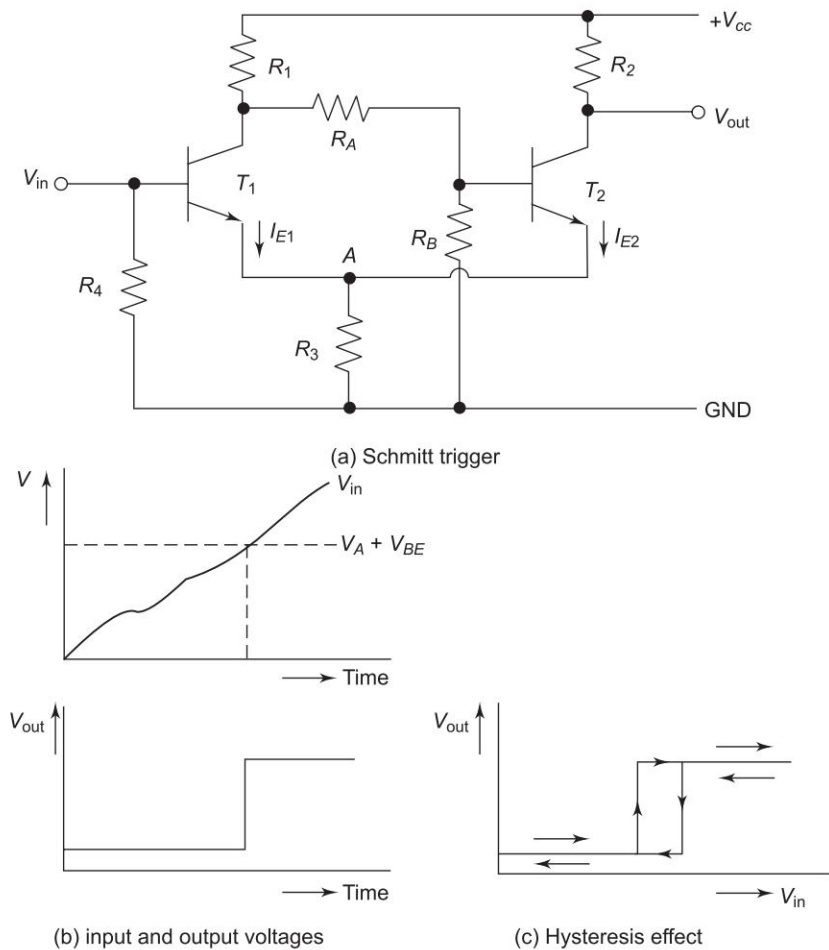 +Vcc
R1
R2
RA
Vout
Vin
T1
T2
IE1
RB
IE2
A
R4
R3
GND
(a) Schmitt trigger
V
Vin
VA + VBE
Time
Vout
Time
(b) input and output voltages
Vout
Vin
(c) Hysteresis effect